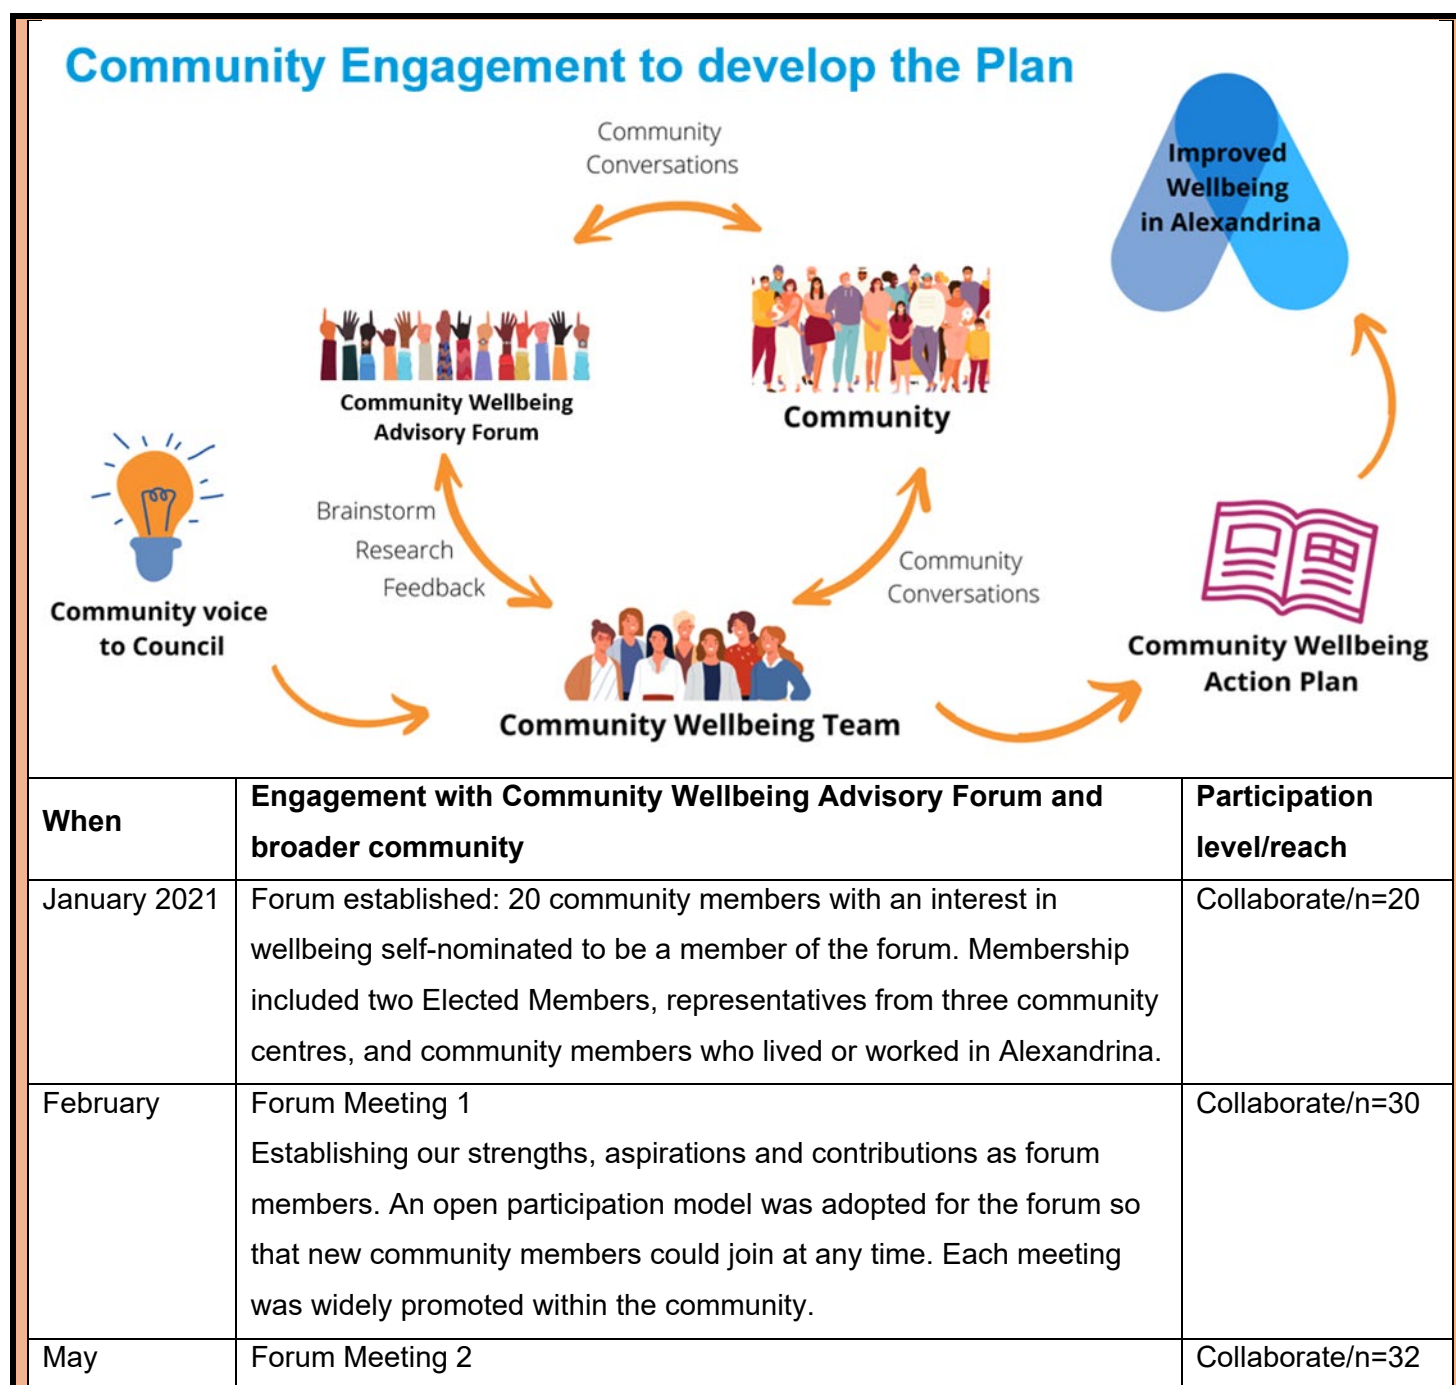 Community Engagement to develop the Plan
Community
Conversations
Improved
Wellbeing
in Alexandrina
Community Wellbeing
Advisory Forum
Community
Brainstorm
Research
Feedback
Community
Conversations
Community voice
to Council
Community Wellbeing
Action Plan
Community Wellbeing Team
When
Engagement with Community Wellbeing Advisory Forum and
broader community
Participation
level/reach
January 2021
Forum established: 20 community members with an interest in
wellbeing self-nominated to be a member of the forum. Membership
included two Elected Members, representatives from three community
centres, and community members who lived or worked in Alexandrina.
Collaborate/n=20
February
Forum Meeting 1
Establishing our strengths, aspirations and contributions as forum
members. An open participation model was adopted for the forum so
that new community members could join at any time. Each meeting
was widely promoted within the community.
Collaborate/n=30
May
Forum Meeting 2
Collaborate/n=32